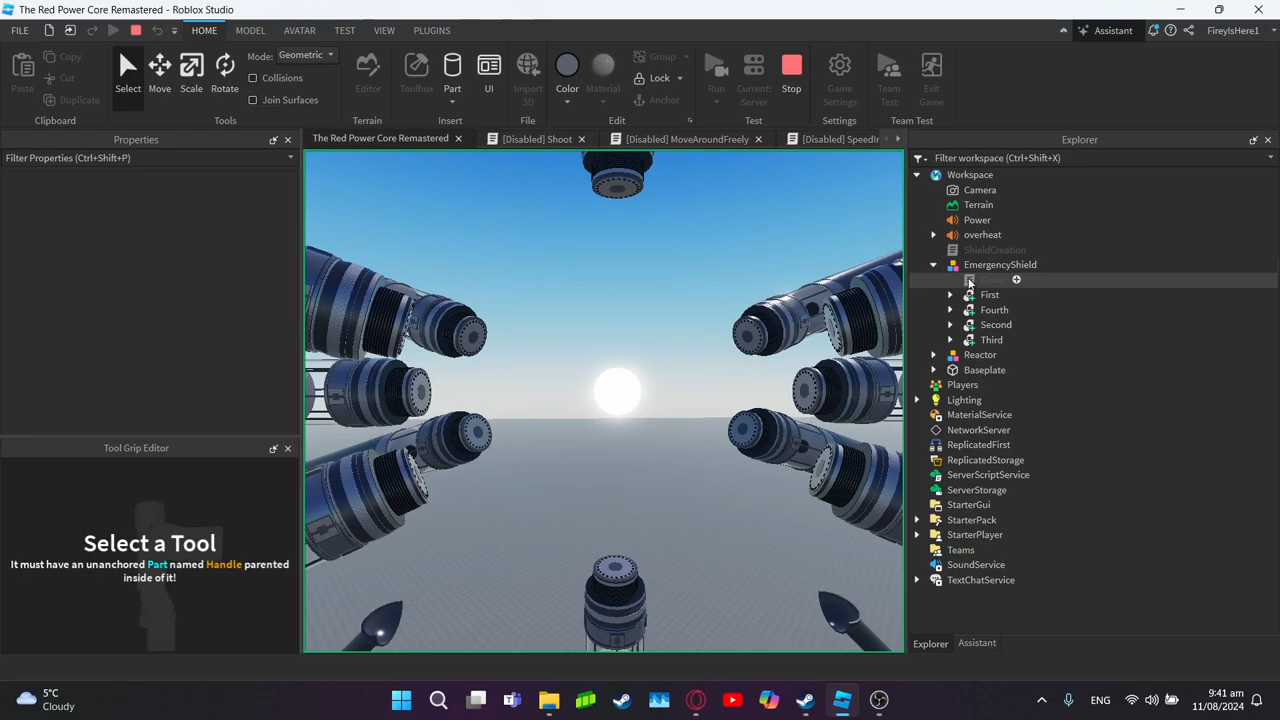 The Red Power Core Remastered - Roblox Studio
FILE HOME MODEL AVATAR TEST VIEW PLUGINS Assistant FireyIsHere1
Paste Copy Cut Duplicate Select Move Scale Rotate Mode: Geometric Collisions Join Surfaces Editor Toolbox Part UI Import 3D Color Material Group Lock Anchor Run Current: Server Stop Game Settings Team Test Exit Game
Clipboard Tools Terrain Insert File Edit Test Settings Team Test
Properties
Filter Properties (Ctrl+Shift+P)
The Red Power Core Remastered [Disabled] Shoot [Disabled] MoveAroundFreely [Disabled] SpeedIr
Explorer
Filter workspace (Ctrl+Shift+X)
Workspace
Camera
Terrain
Power
overheat
ShieldCreation
EmergencyShield
First
Fourth
Second
Third
Reactor
Baseplate
Players
Lighting
MaterialService
NetworkServer
ReplicatedFirst
ReplicatedStorage
ServerScriptService
ServerStorage
StarterGui
StarterPack
StarterPlayer
Teams
SoundService
TextChatService
Explorer Assistant
Tool Grip Editor
Select a Tool
It must have an unanchored Part named Handle parented
inside of it!
5°C
Cloudy
ENG
9:41 am
11/08/2024